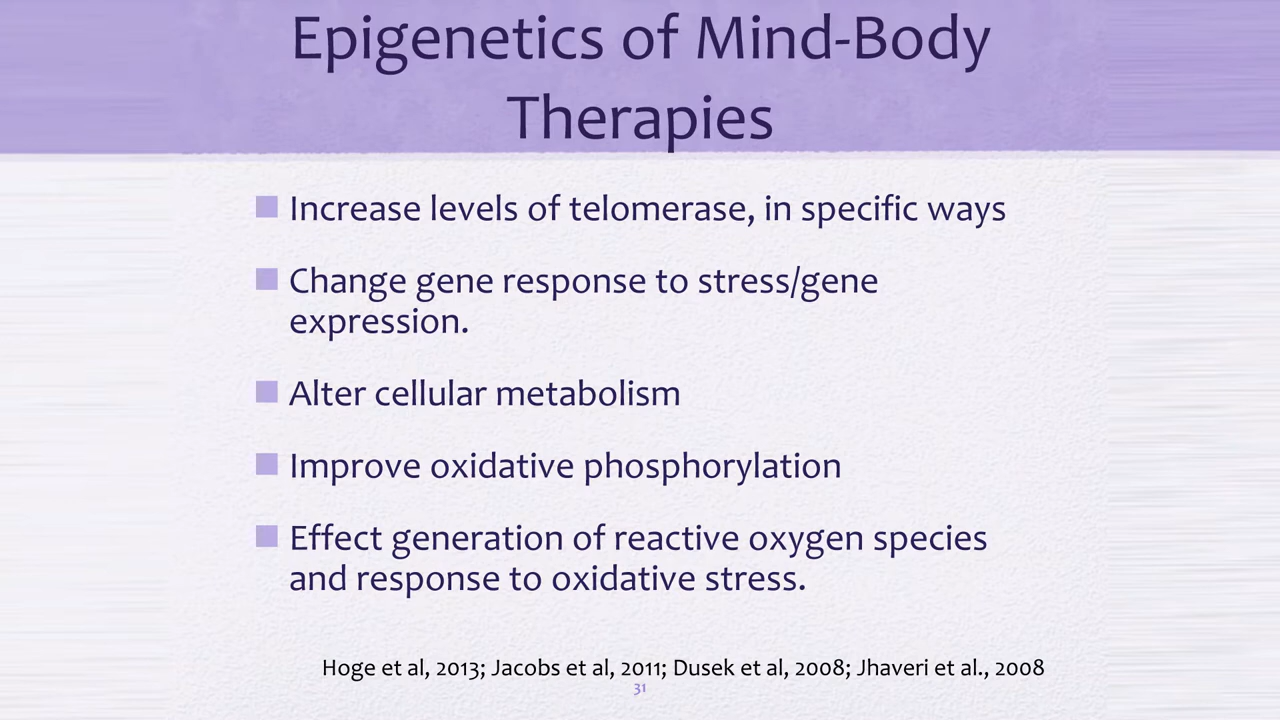 Epigenetics of Mind-Body
Therapies
Increase levels of telomerase, in specific ways
Change gene response to stress/gene
expression.
Alter cellular metabolism
Improve oxidative phosphorylation
Effect generation of reactive oxygen species
and response to oxidative stress.
Hoge et al, 2013; Jacobs et al, 2011; Dusek et al, 2008; Jhaveri et al., 2008
31